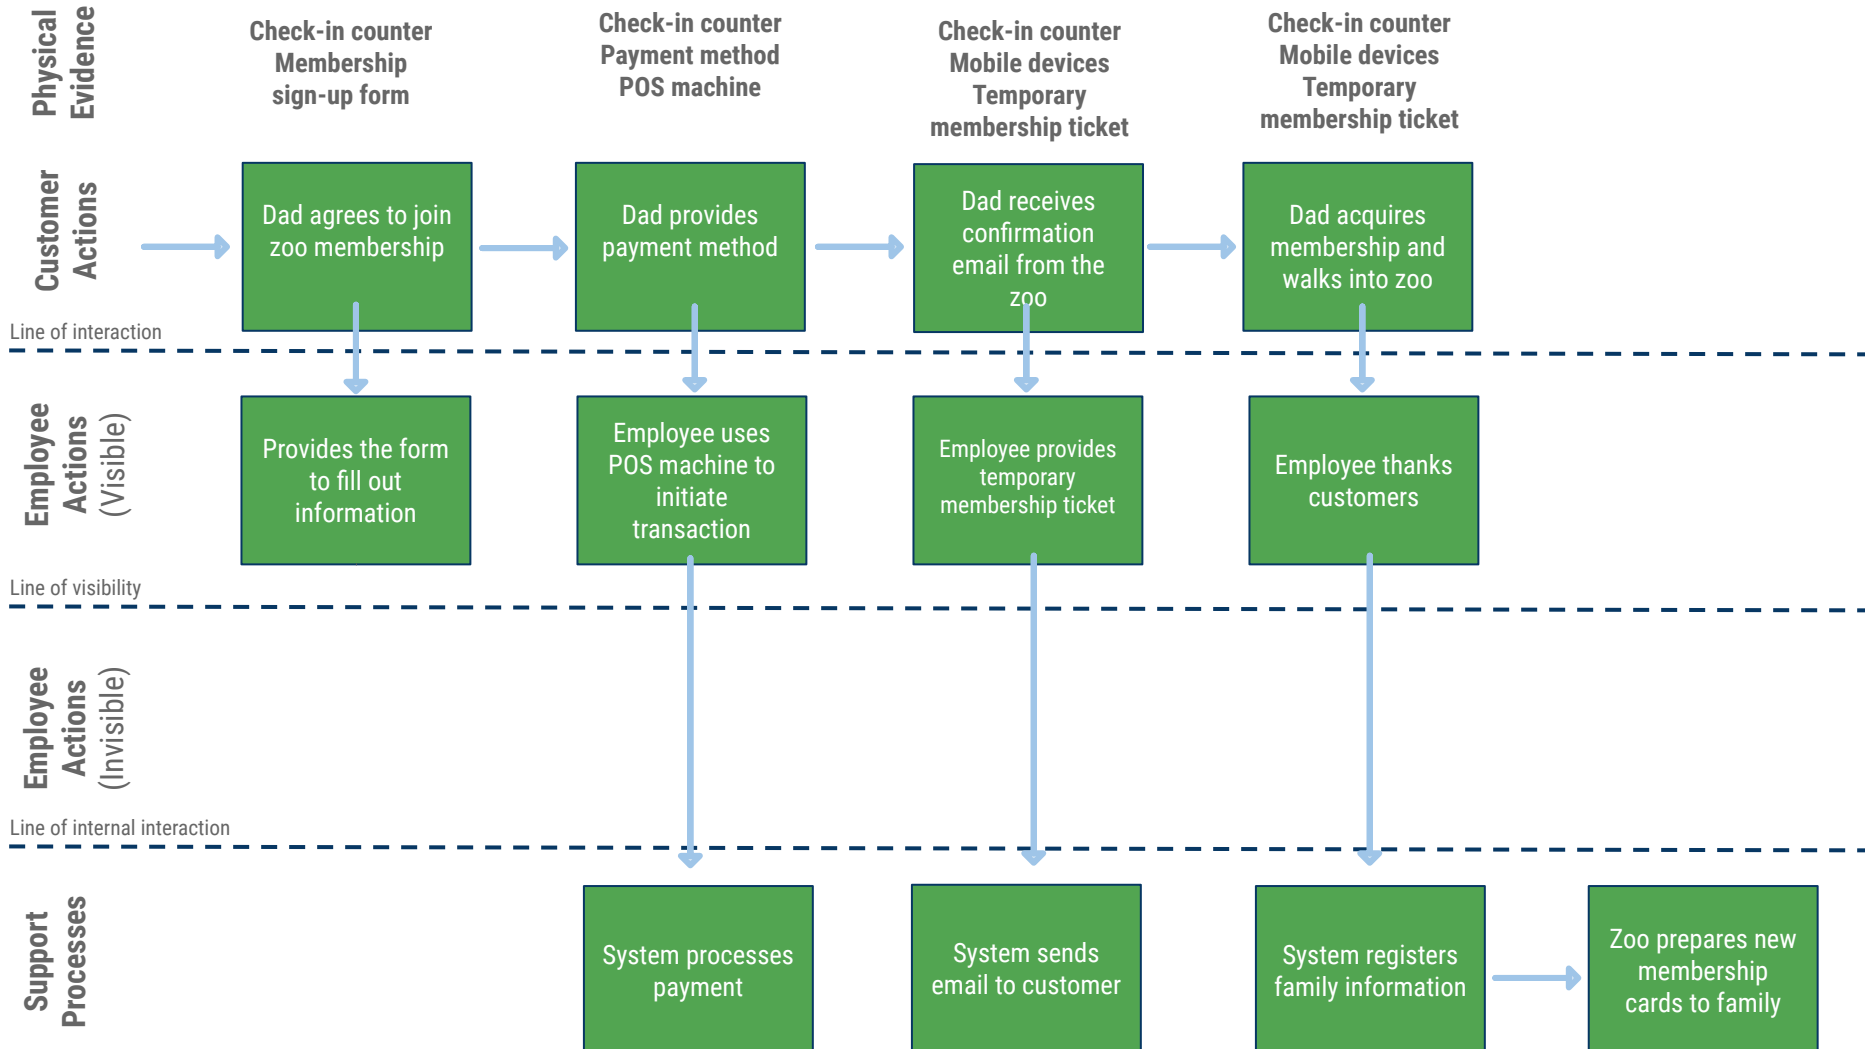 Physical
Evidence
Check-in counter
Membership
sign-up form
Check-in counter
Payment method
POS machine
Check-in counter
Mobile devices
Temporary
membership ticket
Check-in counter
Mobile devices
Temporary
membership ticket
Customer
Actions
Dad agrees to join
zoo membership
Dad provides
payment method
Dad receives
confirmation
email from the
zoo
Dad acquires
membership and
walks into zoo
Line of interaction
Employee
Actions
(Visible)
Provides the form
to fill out
information
Employee uses
POS machine to
initiate
transaction
Employee provides
temporary
membership ticket
Employee thanks
customers
Line of visibility
Employee
Actions
(Invisible)
Line of internal interaction
Support
Processes
System processes
payment
System sends
email to customer
System registers
family information
Zoo prepares new
membership
cards to family